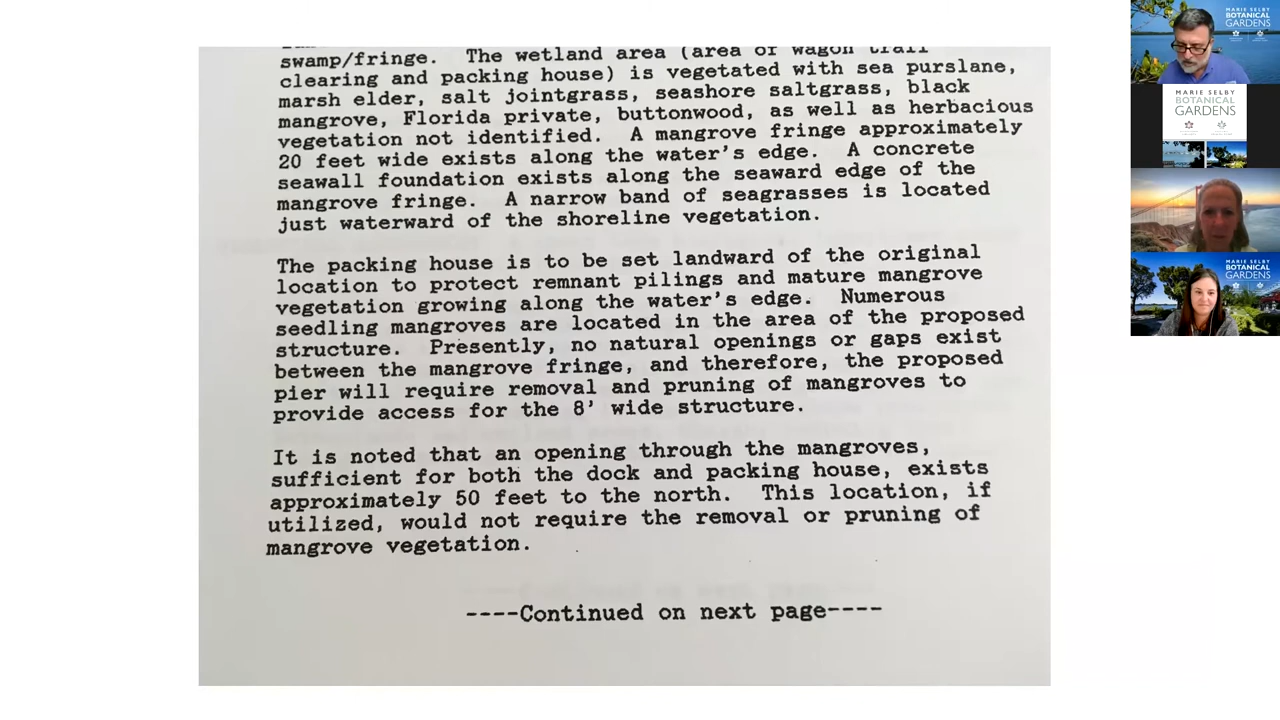 swamp/fringe. The wetland area (area of wagon trail
clearing and packing house) is vegetated with sea purslane,
marsh elder, salt jointgrass, seashore saltgrass, black
mangrove, Florida private, buttonwood, as well as herbacious
vegetation not identified. A mangrove fringe approximately
20 feet wide exists along the water's edge. A concrete
seawall foundation exists along the seaward edge of the
mangrove fringe. A narrow band of seagrasses is located
just waterward of the shoreline vegetation.
The packing house is to be set landward of the original
location to protect remnant pilings and mature mangrove
vegetation growing along the water's edge. Numerous
seedling mangroves are located in the area of the proposed
structure. Presently, no natural openings or gaps exist
between the mangrove fringe, and therefore, the proposed
pier will require removal and pruning of mangroves to
provide access for the 8' wide structure.
It is noted that an opening through the mangroves,
sufficient for both the dock and packing house, exists
approximately 50 feet to the north. This location, if
utilized, would not require the removal or pruning of
mangrove vegetation.
----Continued on next page----
MARIE SELBY
BOTANICAL
GARDENS
MARIE SELBY
BOTANICAL
GARDENS
MARIE SELBY
BOTANICAL
GARDENS